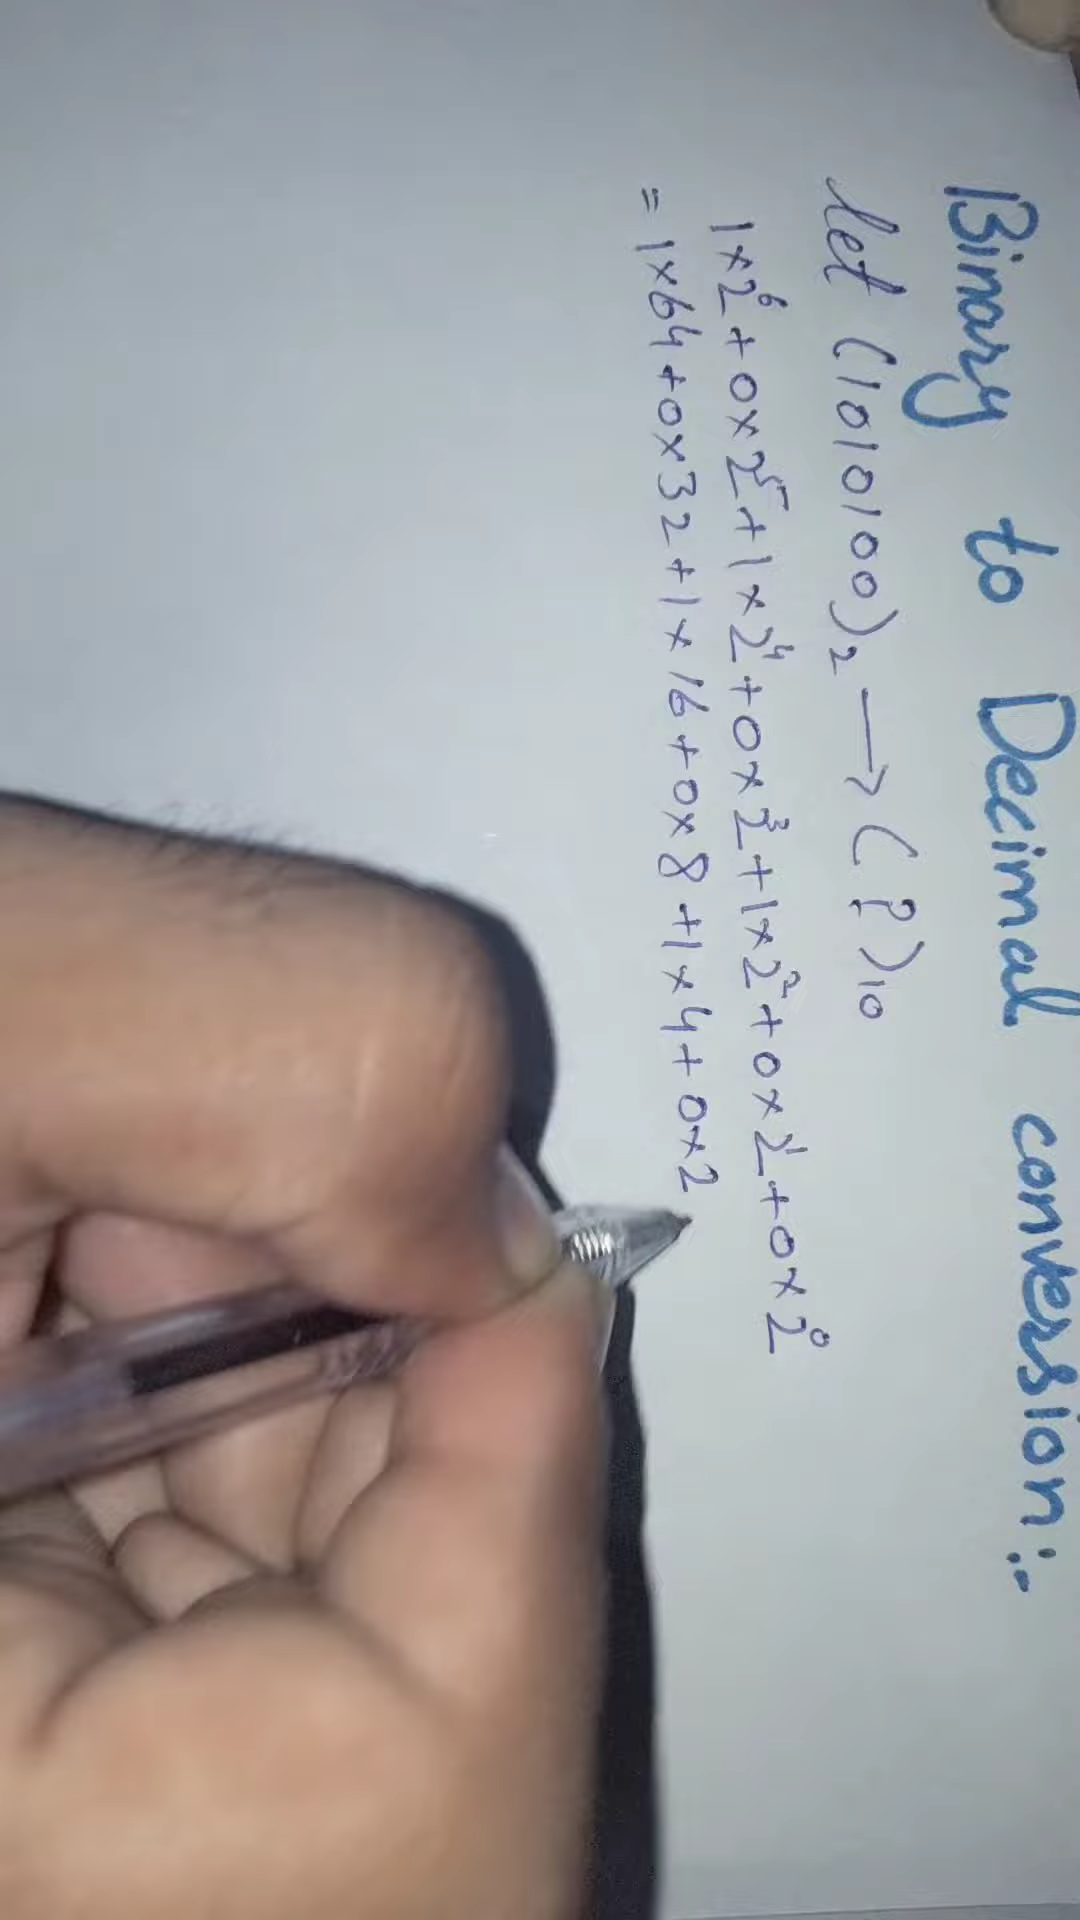 Binary to Decimal conversion:-
let (1010100)₂ → (?)₁₀
1×2⁶+0×2⁵+1×2⁴+0×2³+1×2²+0×2¹+0×2⁰
=1×64+0×32+1×16+0×8+1×4+0×2